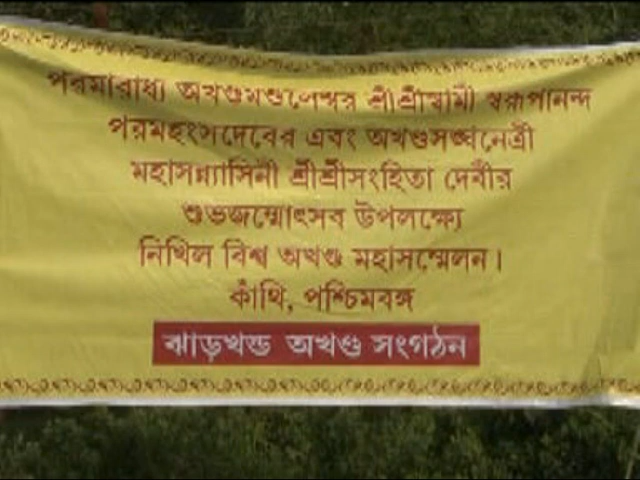 পরমারাধ্য অখণ্ডমণ্ডলেশ্বর শ্রীশ্রীস্বামী স্বরূপানন্দ
পরমহংসদেবের এবং অখণ্ডসঙ্ঘনেত্রী
মহাসন্ন্যাসিনী শ্রীশ্রীসংহিতা দেবীর
শুভজন্মোৎসব উপলক্ষ্যে
নিখিল বিশ্ব অখণ্ড মহাসম্মেলন।
কাঁথি, পশ্চিমবঙ্গ
ঝাড়খন্ড অখণ্ড সংগঠন